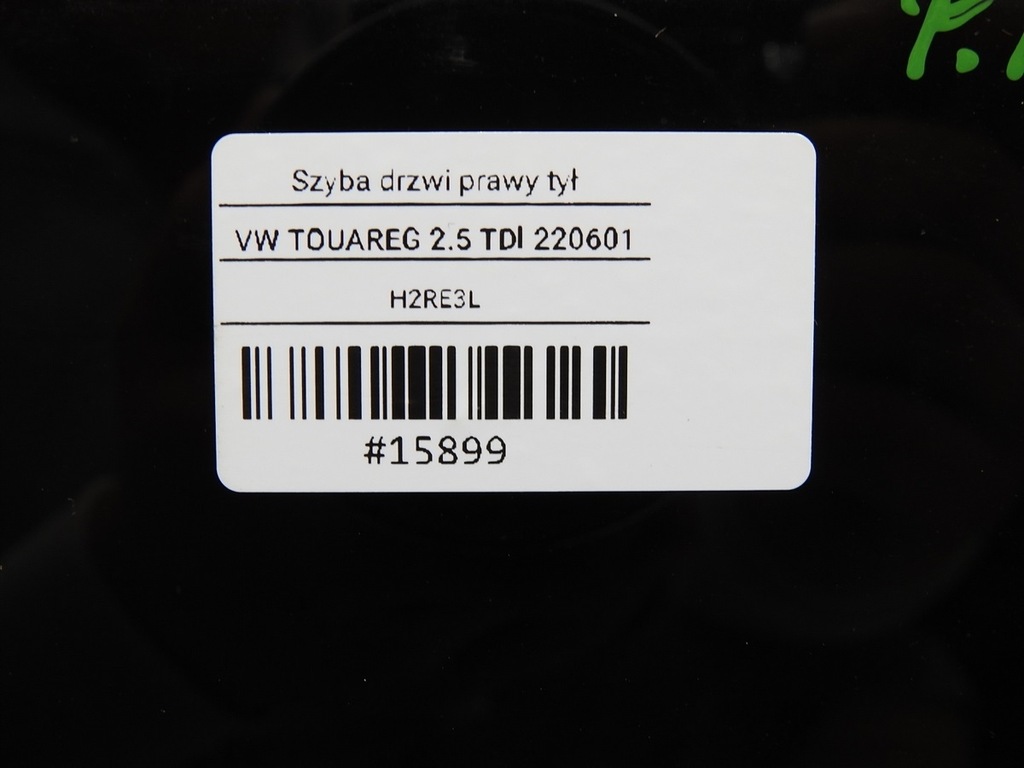 Szyba drzwi prawy tył
VW TOUAREG 2.5 TDI 220601
H2RE3L
#15899